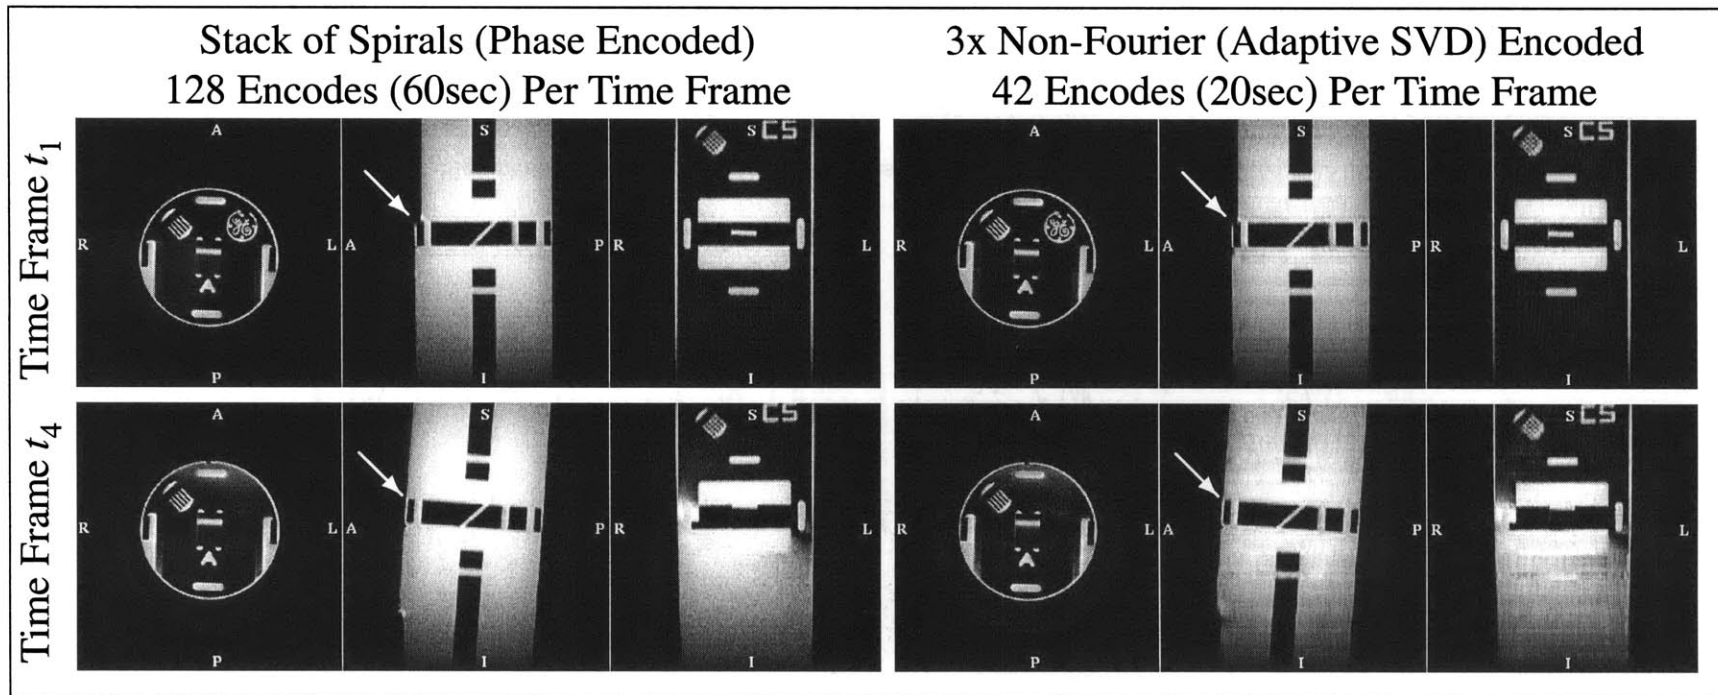 Stack of Spirals (Phase Encoded)
128 Encodes (60sec) Per Time Frame
3x Non-Fourier (Adaptive SVD) Encoded
42 Encodes (20sec) Per Time Frame
Time Frame t1
A
R
L
P
A
S
P
I
R
S
CS
L
I
A
R
L
P
A
S
P
I
R
S
CS
L
I
Time Frame t4
A
R
L
P
A
S
P
I
R
S
CS
L
I
A
R
L
P
A
S
P
I
R
S
CS
L
I